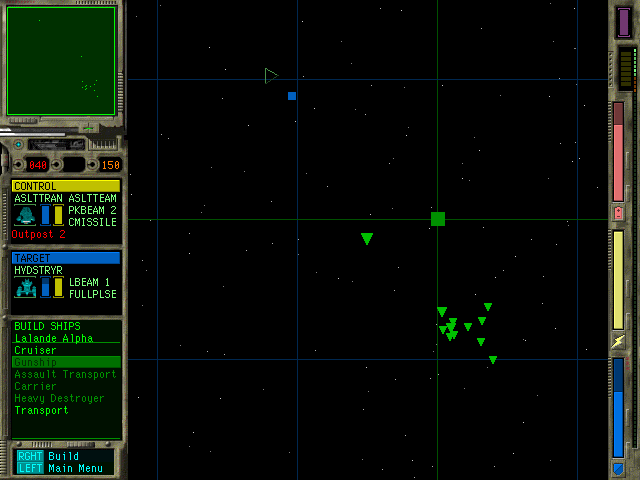 040 150
CONTROL
ASLTTRAN ASLTTEAM
PKBEAM 2
CMISSILE
Outpost 2
TARGET
HYDSTRYR
LBEAM 1
FULLPLSE
BUILD SHIPS
Lalande Alpha
Cruiser
Gunship
Assault Transport
Carrier
Heavy Destroyer
Transport
RGHT Build
LEFT Main Menu